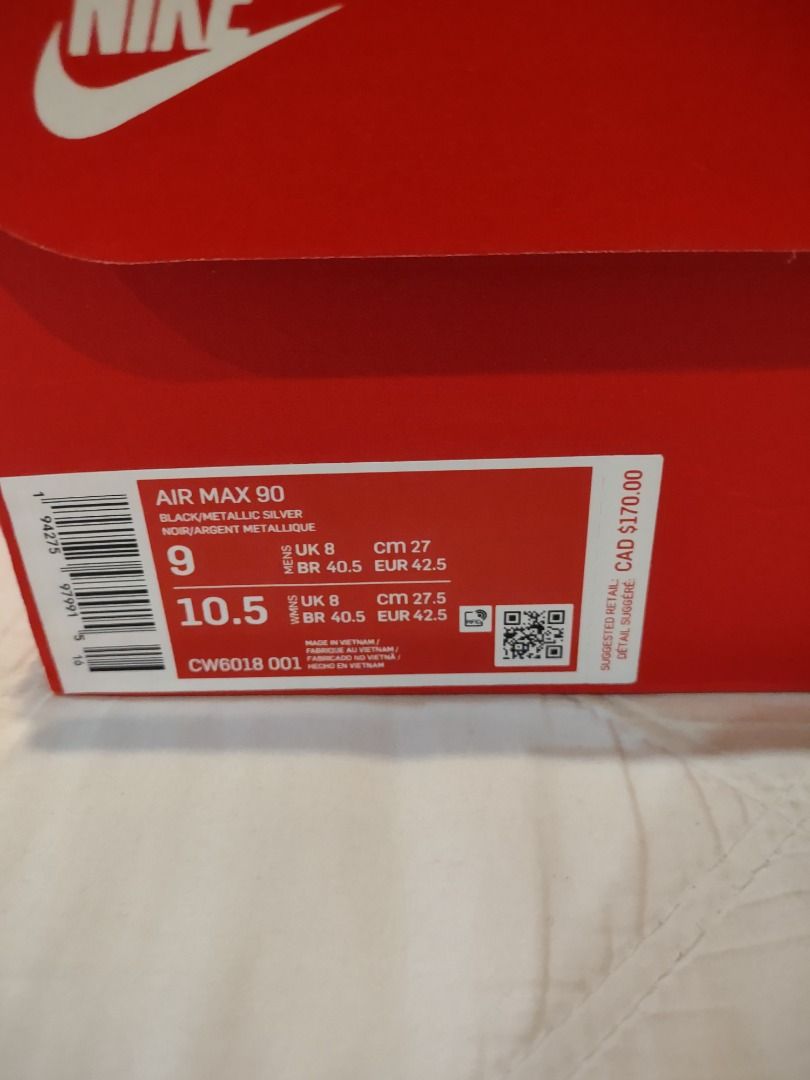 NIKE
AIR MAX 90
BLACK/METALLIC SILVER
NOIR/ARGENT METALLIQUE
9 MENS UK 8 cm 27
BR 40.5 EUR 42.5
10.5 WMNS UK 8 cm 27.5
BR 40.5 EUR 42.5
MADE IN VIETNAM /
FABRIQUE AU VIETNAM /
FABRICADO NO VIETNÃ /
HECHO EN VIETNAM
CW6018 001
1 94275 97991 5 16
RFID
SUGGESTED RETAIL: CAD $170.00
DÉTAIL SUGGÉRÉ: